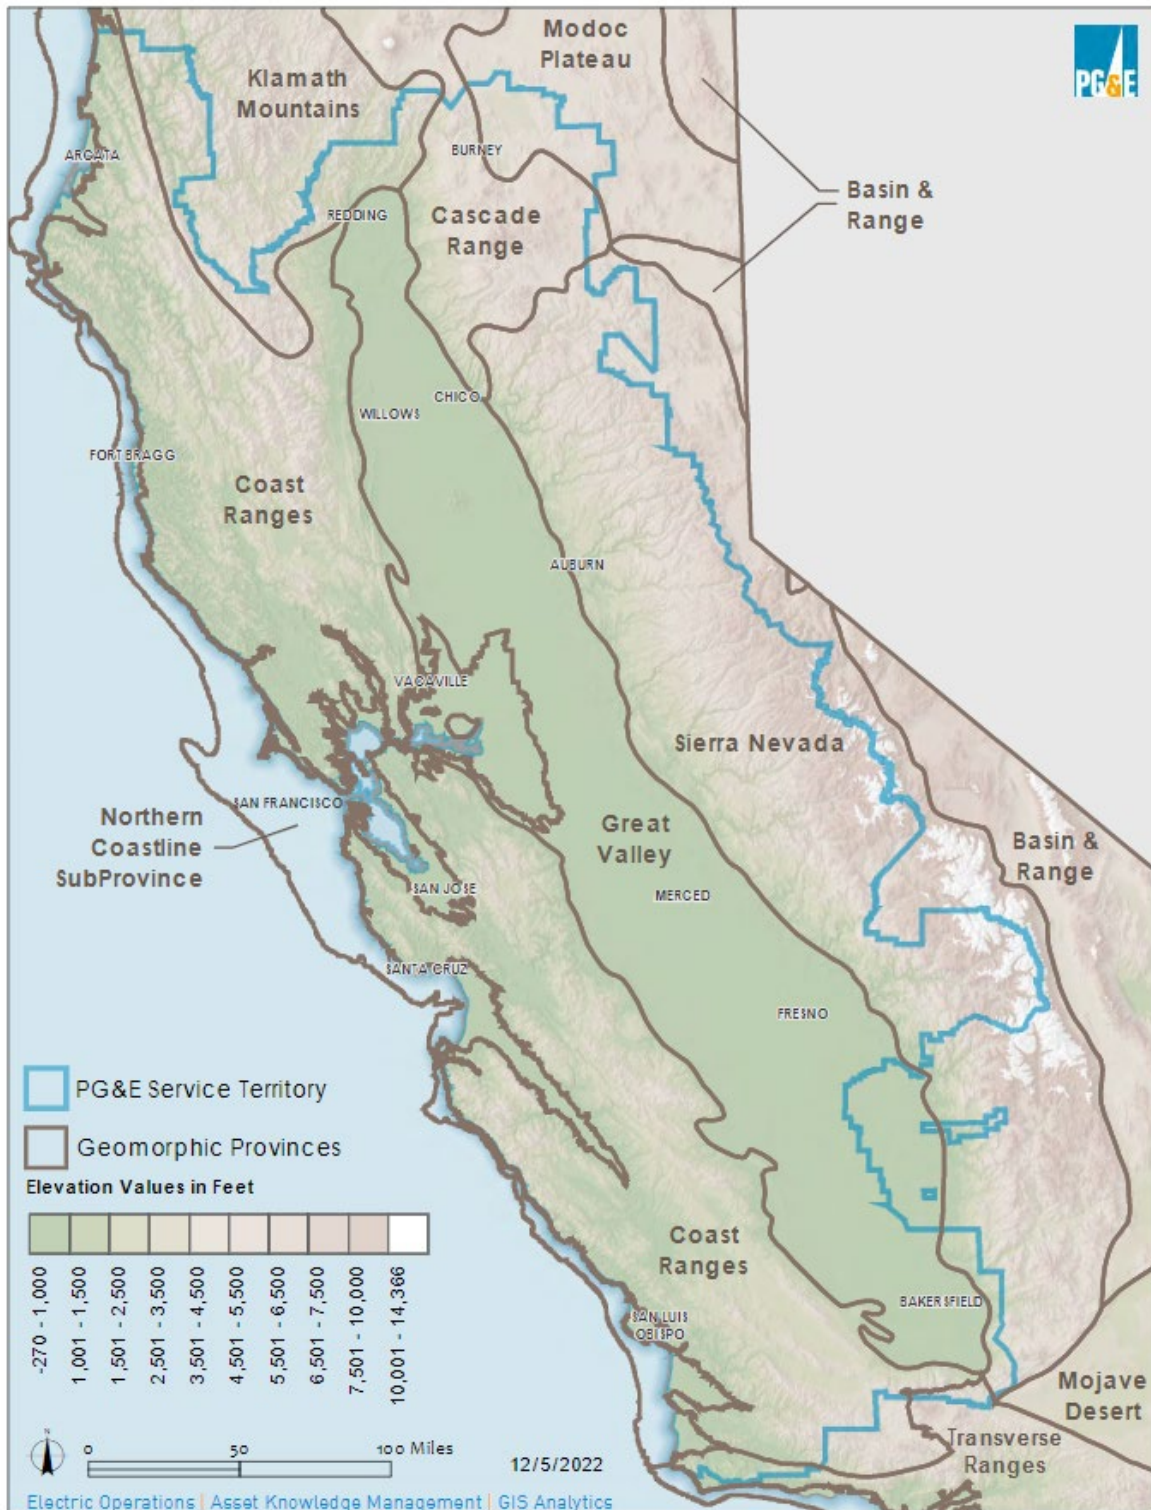 Modoc
Plateau
PG&E
Klamath
Mountains
ARCATA
BURNEY
Basin &
Range
REDDING
Cascade
Range
CHICO
WILLOWS
FORT BRAGG
Coast
Ranges
AUBURN
VACAVILLE
Sierra Nevada
SAN FRANCISCO
Northern
Coastline
SubProvince
Great
Valley
Basin &
Range
SAN JOSE
MERCED
SANTA CRUZ
FRESNO
PG&E Service Territory
Geomorphic Provinces
Elevation Values in Feet
-270 - 1,000
1,001 - 1,500
1,501 - 2,500
2,501 - 3,500
3,501 - 4,500
4,501 - 5,500
5,501 - 6,500
6,501 - 7,500
7,501 - 10,000
10,001 - 14,366
Coast
Ranges
BAKERSFIELD
SAN LUIS
OBISPO
Mojave
Desert
Transverse
Ranges
N
0 50 100 Miles
12/5/2022
Electric Operations | Asset Knowledge Management | GIS Analytics